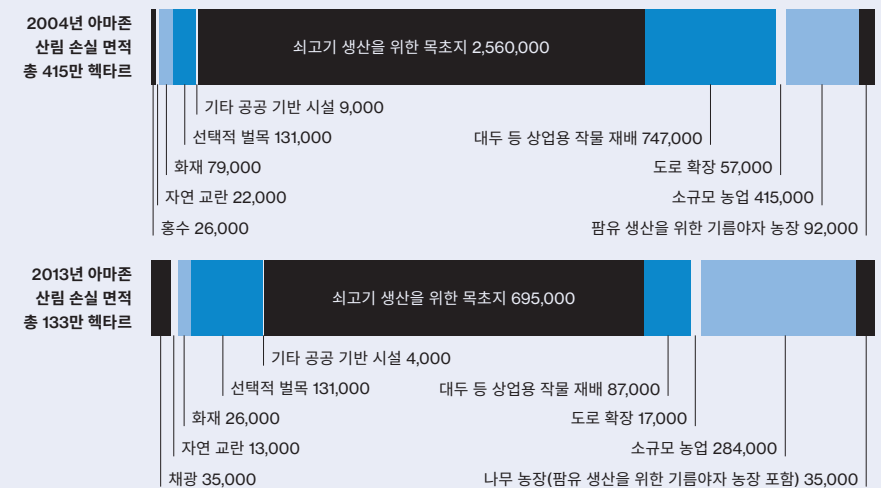 2004년 아마존
산림 손실 면적
총 415만 헥타르
쇠고기 생산을 위한 목초지 2,560,000
기타 공공 기반 시설 9,000
선택적 벌목 131,000
대두 등 상업용 작물 재배 747,000
화재 79,000
도로 확장 57,000
자연 교란 22,000
소규모 농업 415,000
홍수 26,000
팜유 생산을 위한 기름야자 농장 92,000
2013년 아마존
산림 손실 면적
총 133만 헥타르
쇠고기 생산을 위한 목초지 695,000
기타 공공 기반 시설 4,000
선택적 벌목 131,000
대두 등 상업용 작물 재배 87,000
화재 26,000
도로 확장 17,000
자연 교란 13,000
소규모 농업 284,000
채광 35,000
나무 농장(팜유 생산을 위한 기름야자 농장 포함) 35,000